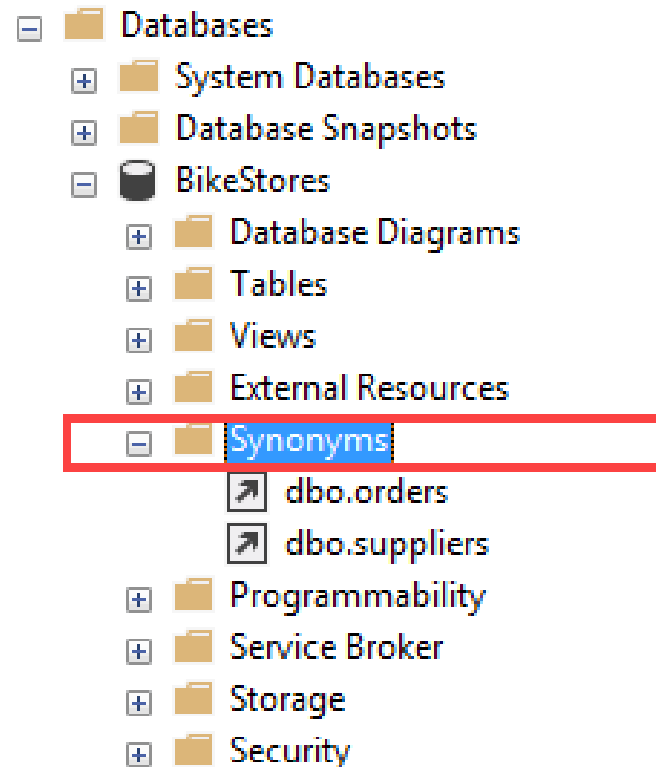 Databases
System Databases
Database Snapshots
BikeStores
Database Diagrams
Tables
Views
External Resources
Synonyms
dbo.orders
dbo.suppliers
Programmability
Service Broker
Storage
Security